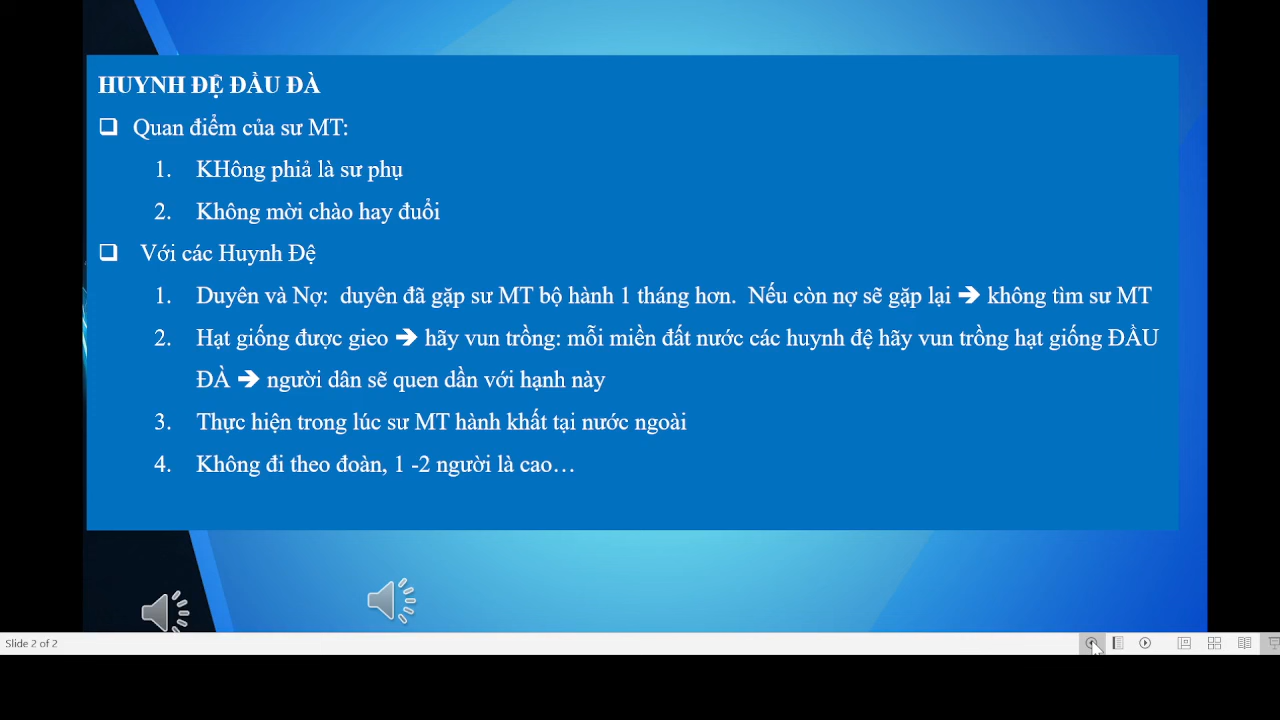 HUYNH ĐỆ ĐẦU ĐÀ
❑ Quan điểm của sư MT:
1. KHông phiả là sư phụ
2. Không mời chào hay đuổi
❑ Với các Huynh Đệ
1. Duyên và Nợ: duyên đã gặp sư MT bộ hành 1 tháng hơn. Nếu còn nợ sẽ gặp lại 🡺 không tìm sư MT
2. Hạt giống được gieo 🡺 hãy vun trồng: mỗi miền đất nước các huynh đệ hãy vun trồng hạt giống ĐẦU
ĐÀ 🡺 người dân sẽ quen dần với hạnh này
3. Thực hiện trong lúc sư MT hành khất tại nước ngoài
4. Không đi theo đoàn, 1 -2 người là cao…
Slide 2 of 2